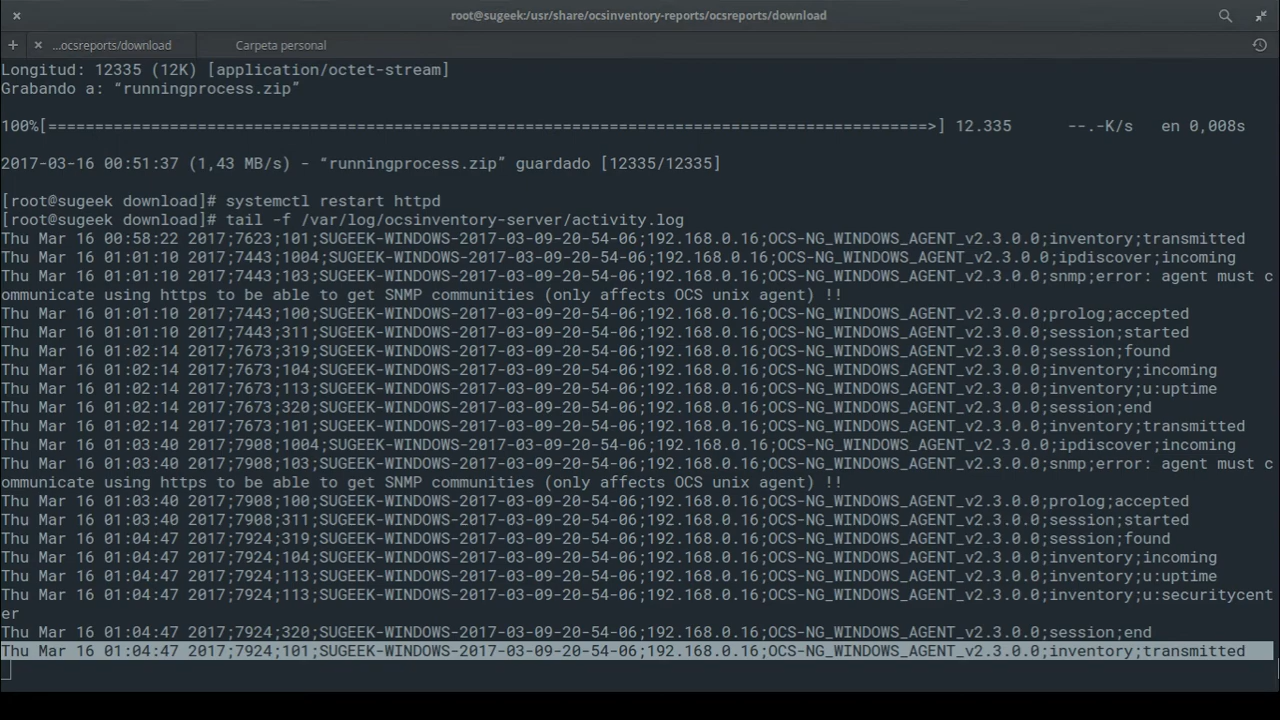 root@sugeek:/usr/share/ocsinventory-reports/ocsreports/download
...ocsreports/download
Carpeta personal
Longitud: 12335 (12K) [application/octet-stream]
Grabando a: “runningprocess.zip”
100%[==============================================================================================>] 12.335      --.-K/s   en 0,008s
2017-03-16 00:51:37 (1,43 MB/s) - “runningprocess.zip” guardado [12335/12335]
[root@sugeek download]# systemctl restart httpd
[root@sugeek download]# tail -f /var/log/ocsinventory-server/activity.log
Thu Mar 16 00:58:22 2017;7623;101;SUGEEK-WINDOWS-2017-03-09-20-54-06;192.168.0.16;OCS-NG_WINDOWS_AGENT_v2.3.0.0;inventory;transmitted
Thu Mar 16 01:01:10 2017;7443;1004;SUGEEK-WINDOWS-2017-03-09-20-54-06;192.168.0.16;OCS-NG_WINDOWS_AGENT_v2.3.0.0;ipdiscover;incoming
Thu Mar 16 01:01:10 2017;7443;103;SUGEEK-WINDOWS-2017-03-09-20-54-06;192.168.0.16;OCS-NG_WINDOWS_AGENT_v2.3.0.0;snmp;error: agent must c
ommunicate using https to be able to get SNMP communities (only affects OCS unix agent) !!
Thu Mar 16 01:01:10 2017;7443;100;SUGEEK-WINDOWS-2017-03-09-20-54-06;192.168.0.16;OCS-NG_WINDOWS_AGENT_v2.3.0.0;prolog;accepted
Thu Mar 16 01:01:10 2017;7443;311;SUGEEK-WINDOWS-2017-03-09-20-54-06;192.168.0.16;OCS-NG_WINDOWS_AGENT_v2.3.0.0;session;started
Thu Mar 16 01:02:14 2017;7673;319;SUGEEK-WINDOWS-2017-03-09-20-54-06;192.168.0.16;OCS-NG_WINDOWS_AGENT_v2.3.0.0;session;found
Thu Mar 16 01:02:14 2017;7673;104;SUGEEK-WINDOWS-2017-03-09-20-54-06;192.168.0.16;OCS-NG_WINDOWS_AGENT_v2.3.0.0;inventory;incoming
Thu Mar 16 01:02:14 2017;7673;113;SUGEEK-WINDOWS-2017-03-09-20-54-06;192.168.0.16;OCS-NG_WINDOWS_AGENT_v2.3.0.0;inventory;u:uptime
Thu Mar 16 01:02:14 2017;7673;320;SUGEEK-WINDOWS-2017-03-09-20-54-06;192.168.0.16;OCS-NG_WINDOWS_AGENT_v2.3.0.0;session;end
Thu Mar 16 01:02:14 2017;7673;101;SUGEEK-WINDOWS-2017-03-09-20-54-06;192.168.0.16;OCS-NG_WINDOWS_AGENT_v2.3.0.0;inventory;transmitted
Thu Mar 16 01:03:40 2017;7908;1004;SUGEEK-WINDOWS-2017-03-09-20-54-06;192.168.0.16;OCS-NG_WINDOWS_AGENT_v2.3.0.0;ipdiscover;incoming
Thu Mar 16 01:03:40 2017;7908;103;SUGEEK-WINDOWS-2017-03-09-20-54-06;192.168.0.16;OCS-NG_WINDOWS_AGENT_v2.3.0.0;snmp;error: agent must c
ommunicate using https to be able to get SNMP communities (only affects OCS unix agent) !!
Thu Mar 16 01:03:40 2017;7908;100;SUGEEK-WINDOWS-2017-03-09-20-54-06;192.168.0.16;OCS-NG_WINDOWS_AGENT_v2.3.0.0;prolog;accepted
Thu Mar 16 01:03:40 2017;7908;311;SUGEEK-WINDOWS-2017-03-09-20-54-06;192.168.0.16;OCS-NG_WINDOWS_AGENT_v2.3.0.0;session;started
Thu Mar 16 01:04:47 2017;7924;319;SUGEEK-WINDOWS-2017-03-09-20-54-06;192.168.0.16;OCS-NG_WINDOWS_AGENT_v2.3.0.0;session;found
Thu Mar 16 01:04:47 2017;7924;104;SUGEEK-WINDOWS-2017-03-09-20-54-06;192.168.0.16;OCS-NG_WINDOWS_AGENT_v2.3.0.0;inventory;incoming
Thu Mar 16 01:04:47 2017;7924;113;SUGEEK-WINDOWS-2017-03-09-20-54-06;192.168.0.16;OCS-NG_WINDOWS_AGENT_v2.3.0.0;inventory;u:uptime
Thu Mar 16 01:04:47 2017;7924;113;SUGEEK-WINDOWS-2017-03-09-20-54-06;192.168.0.16;OCS-NG_WINDOWS_AGENT_v2.3.0.0;inventory;u:securitycent
er
Thu Mar 16 01:04:47 2017;7924;320;SUGEEK-WINDOWS-2017-03-09-20-54-06;192.168.0.16;OCS-NG_WINDOWS_AGENT_v2.3.0.0;session;end
Thu Mar 16 01:04:47 2017;7924;101;SUGEEK-WINDOWS-2017-03-09-20-54-06;192.168.0.16;OCS-NG_WINDOWS_AGENT_v2.3.0.0;inventory;transmitted